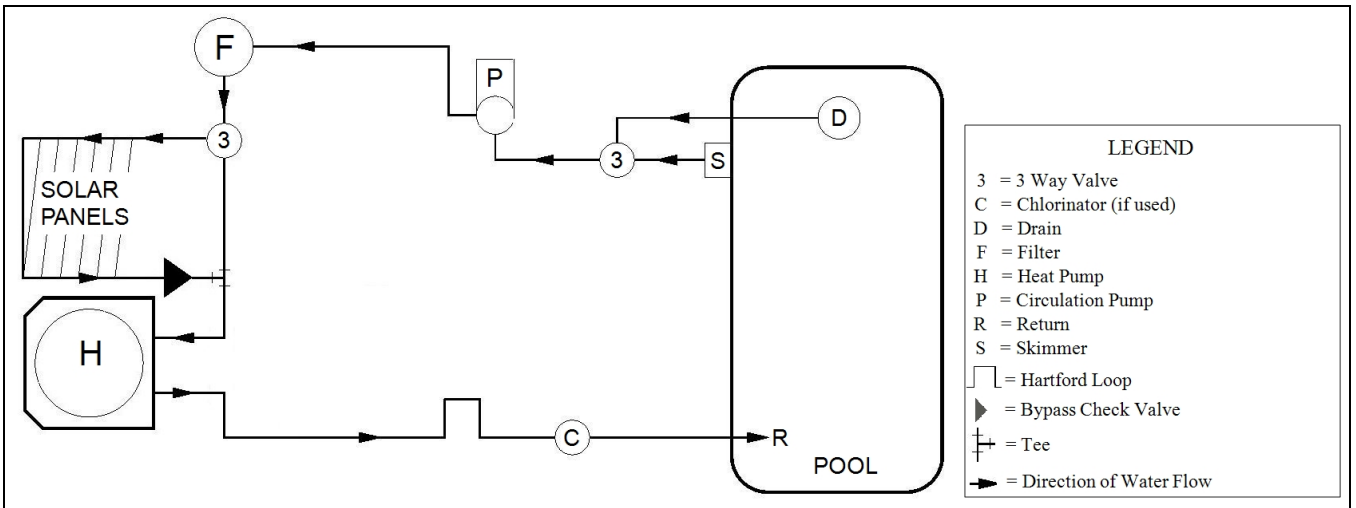 F
P
D
3
3
S
SOLAR
PANELS
H
C
R
POOL
LEGEND
3 = 3 Way Valve
C = Chlorinator (if used)
D = Drain
F = Filter
H = Heat Pump
P = Circulation Pump
R = Return
S = Skimmer
= Hartford Loop
= Bypass Check Valve
= Tee
= Direction of Water Flow